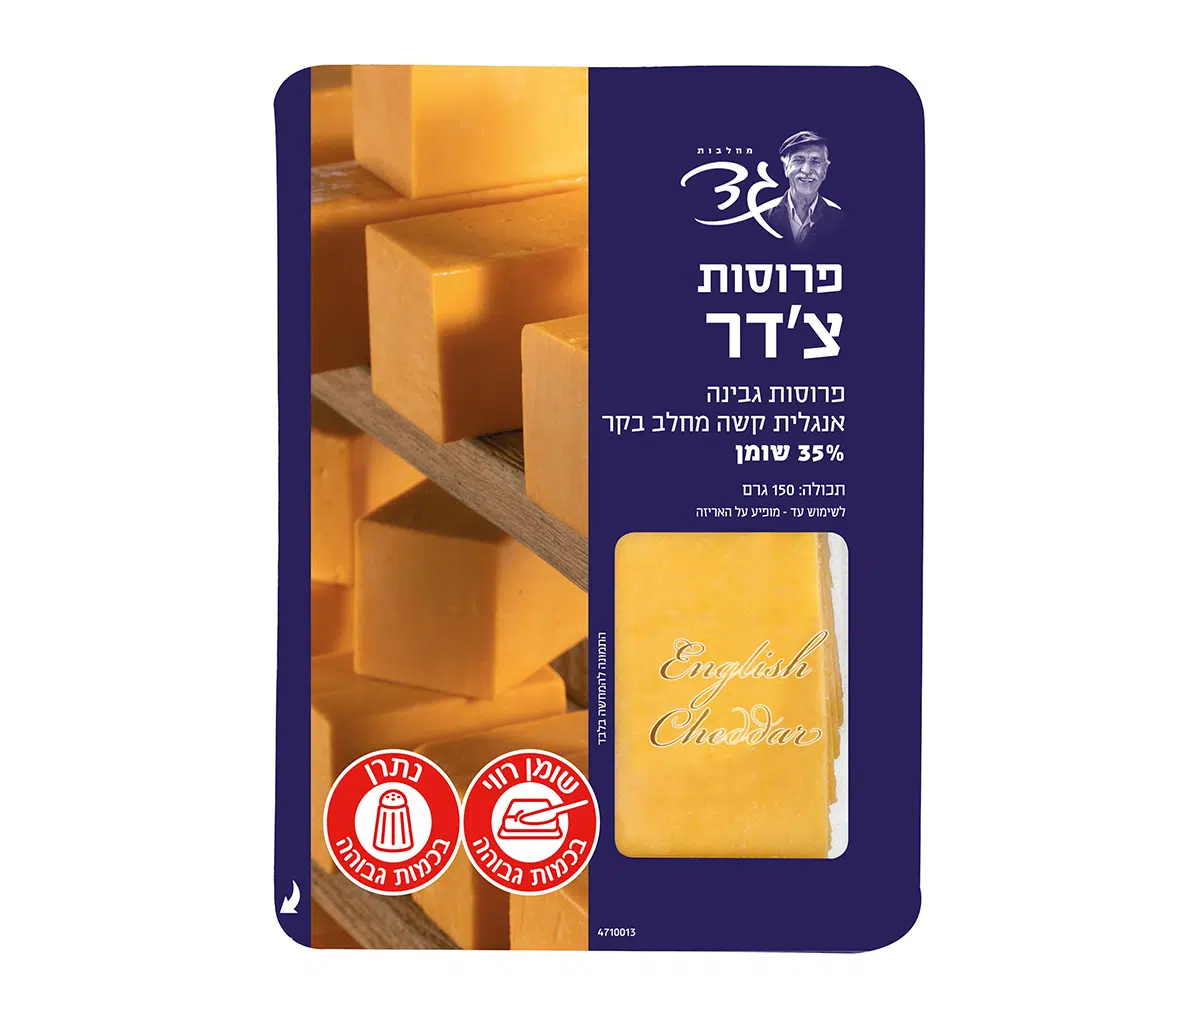 מחלבות
גד
פרוסות
צ'דר
פרוסות גבינה
אנגלית קשה מחלב בקר
35% שומן
תכולה: 150 גרם
לשימוש עד - מופיע על האריזה
English
Cheddar
התמונה להמחשה בלבד
נתרן
בכמות גבוהה
שומן רווי
בכמות גבוהה
4710013